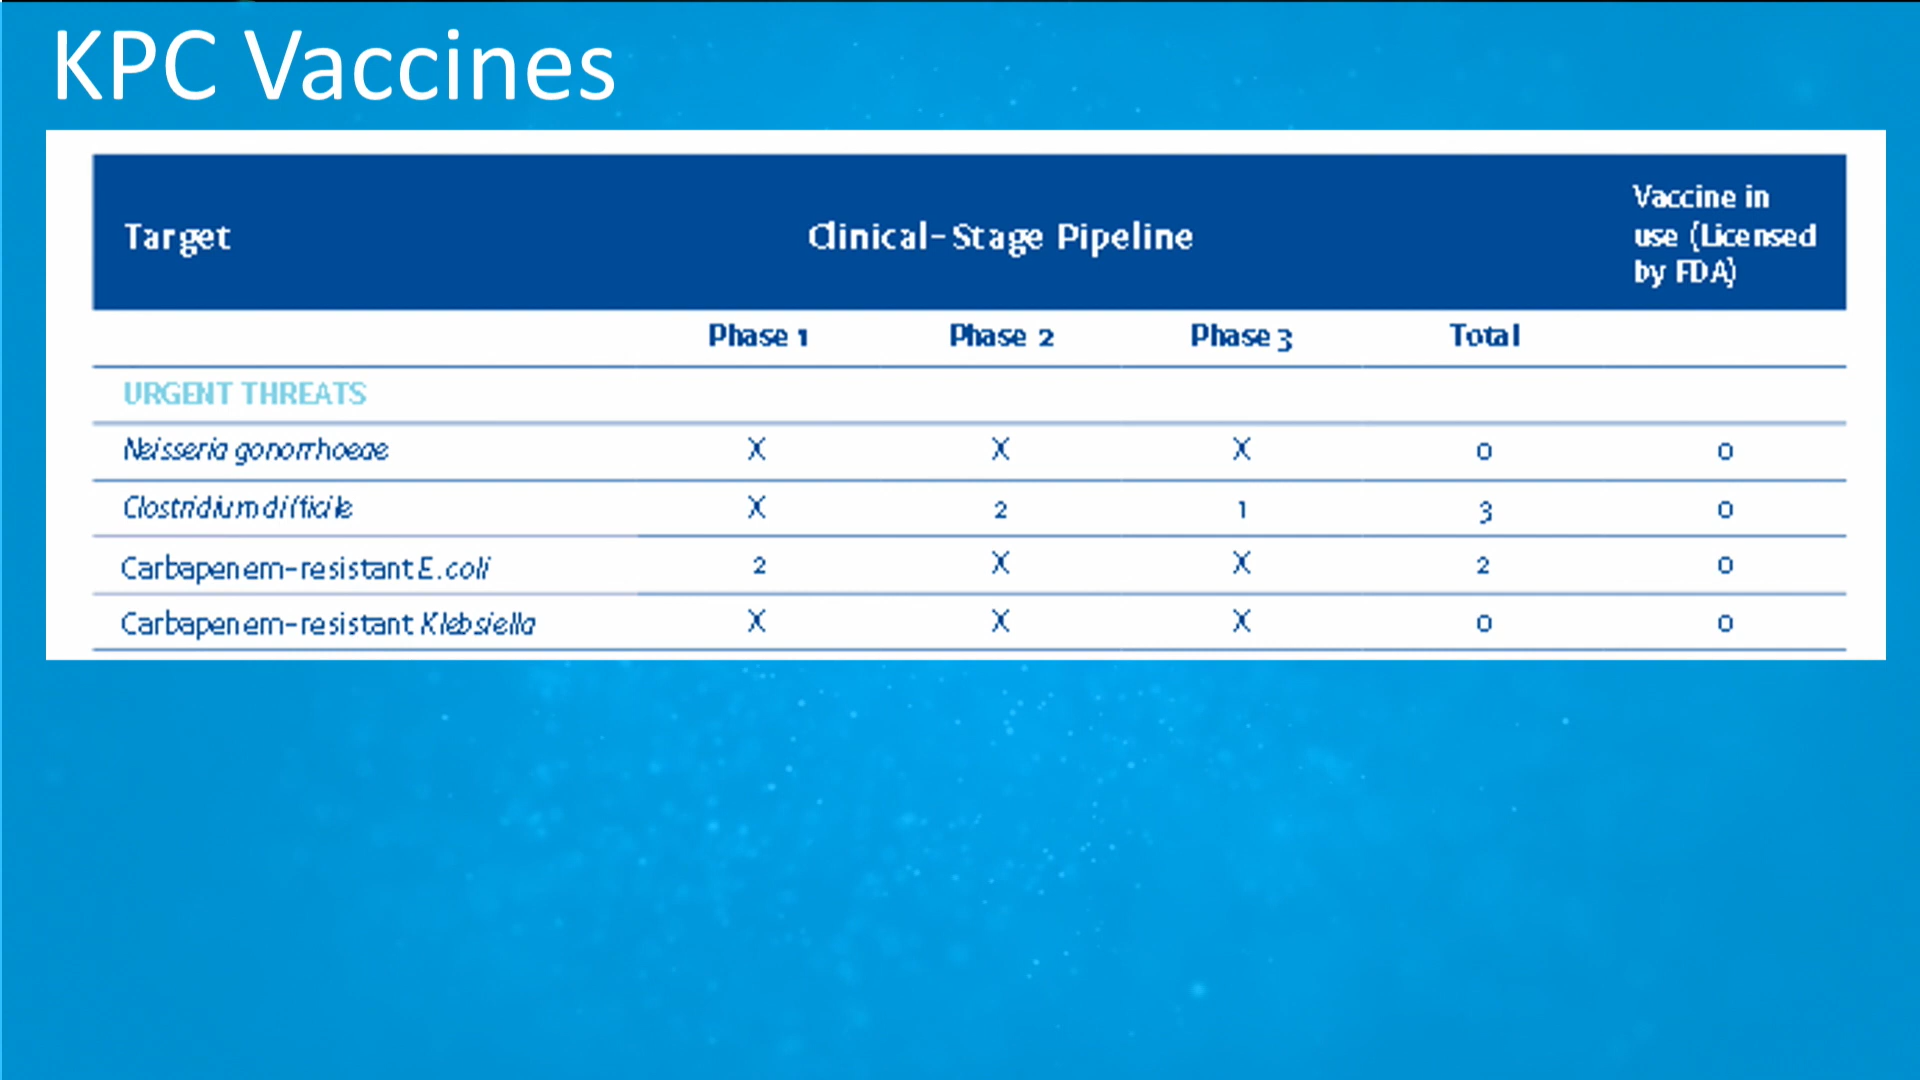 KPC Vaccines
Target Clinical-Stage Pipeline Vaccine in use (Licensed by FDA)
Phase 1 Phase 2 Phase 3 Total
URGENT THREATS
Neisseria gonorrhoeae X X X 0 0
Clostridium difficile X 2 1 3 0
Carbapenem-resistant E. coli 2 X X 2 0
Carbapenem-resistant Klebsiella X X X 0 0